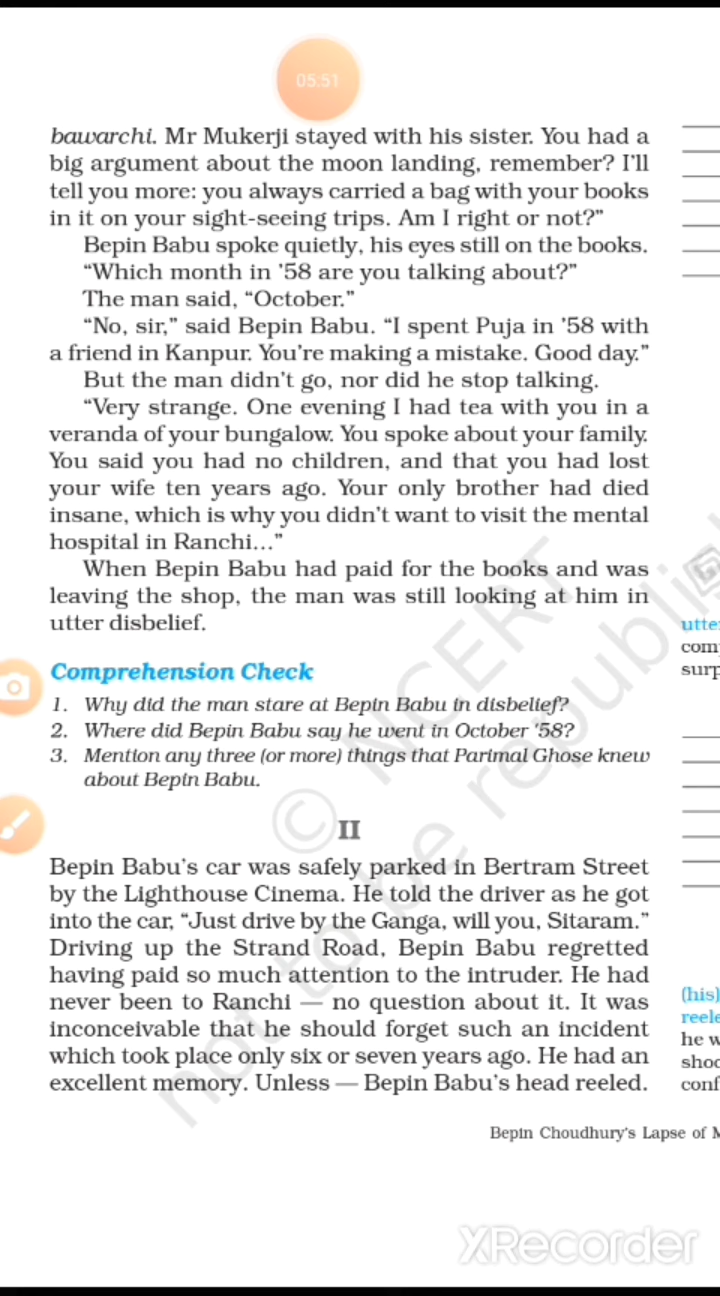 05:51
bawarchi. Mr Mukerji stayed with his sister. You had a
big argument about the moon landing, remember? I'll
tell you more: you always carried a bag with your books
in it on your sight-seeing trips. Am I right or not?”
Bepin Babu spoke quietly, his eyes still on the books.
“Which month in ’58 are you talking about?”
The man said, “October.”
“No, sir,” said Bepin Babu. “I spent Puja in ’58 with
a friend in Kanpur. You’re making a mistake. Good day.”
But the man didn’t go, nor did he stop talking.
“Very strange. One evening I had tea with you in a
veranda of your bungalow. You spoke about your family.
You said you had no children, and that you had lost
your wife ten years ago. Your only brother had died
insane, which is why you didn’t want to visit the mental
hospital in Ranchi...”
When Bepin Babu had paid for the books and was
leaving the shop, the man was still looking at him in
utter disbelief.
utte
com
surp
Comprehension Check
1. Why did the man stare at Bepin Babu in disbelief?
2. Where did Bepin Babu say he went in October ’58?
3. Mention any three (or more) things that Parimal Ghose knew
about Bepin Babu.
II
Bepin Babu’s car was safely parked in Bertram Street
by the Lighthouse Cinema. He told the driver as he got
into the car, “Just drive by the Ganga, will you, Sitaram.”
Driving up the Strand Road, Bepin Babu regretted
having paid so much attention to the intruder. He had
never been to Ranchi — no question about it. It was
inconceivable that he should forget such an incident
which took place only six or seven years ago. He had an
excellent memory. Unless — Bepin Babu’s head reeled.
(his)
reele
he w
shoc
conf
Bepin Choudhury’s Lapse of M
© NCERT
not to be republis
XRecorder